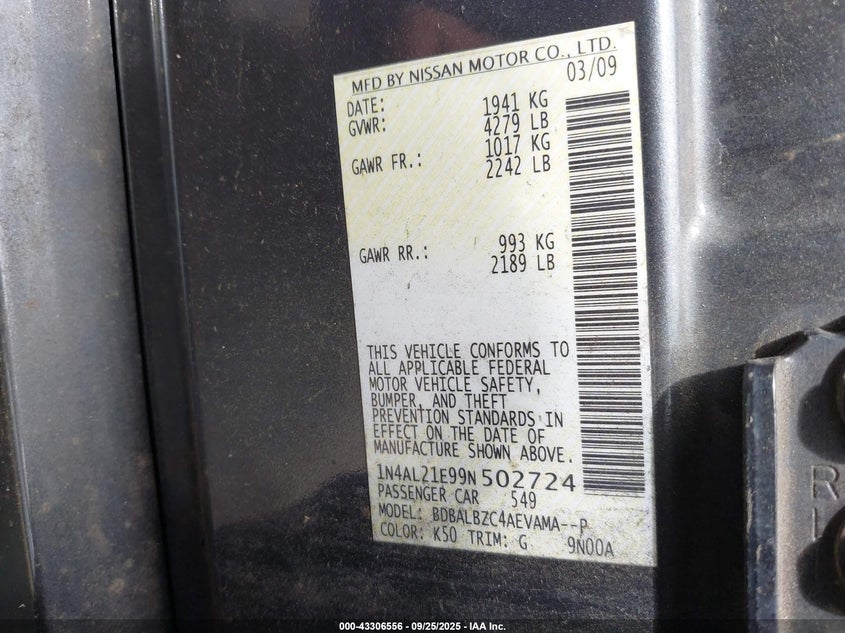 MFD BY NISSAN MOTOR CO., LTD.
DATE: 03/09
GVWR: 1941 KG
4279 LB
GAWR FR.: 1017 KG
2242 LB
GAWR RR.: 993 KG
2189 LB
THIS VEHICLE CONFORMS TO
ALL APPLICABLE FEDERAL
MOTOR VEHICLE SAFETY,
BUMPER, AND THEFT
PREVENTION STANDARDS IN
EFFECT ON THE DATE OF
MANUFACTURE SHOWN ABOVE.
1N4AL21E99N502724
PASSENGER CAR 549
MODEL: BDBALBZC4AEVAMA--P
COLOR: K50 TRIM: G 9N00A
R
000-43306556 — 09/25/2025 — IAA Inc.